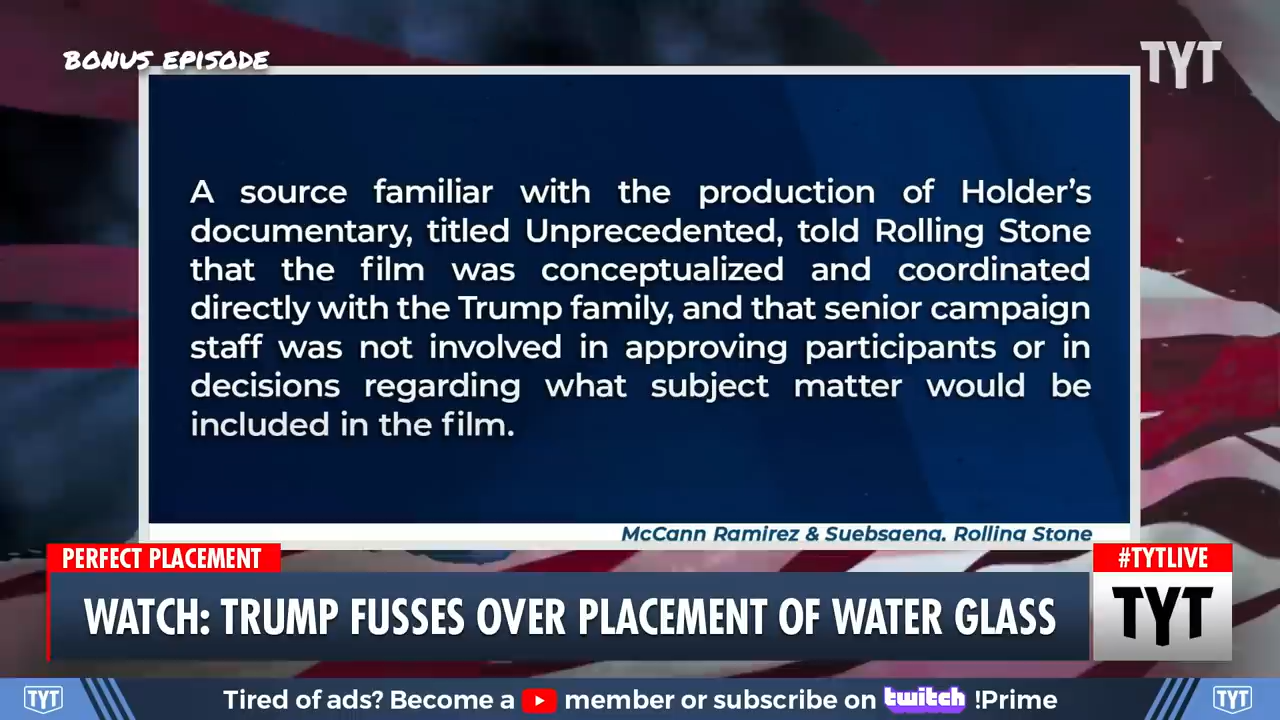 BONUS EPISODE
TYT
A source familiar with the production of Holder’s
documentary, titled Unprecedented, told Rolling Stone
that the film was conceptualized and coordinated
directly with the Trump family, and that senior campaign
staff was not involved in approving participants or in
decisions regarding what subject matter would be
included in the film.
McCann Ramirez & Suebsaeng, Rolling Stone
PERFECT PLACEMENT
#TYTLIVE
WATCH: TRUMP FUSSES OVER PLACEMENT OF WATER GLASS
TYT
TYT
Tired of ads? Become a member or subscribe on twitch !Prime
TYT